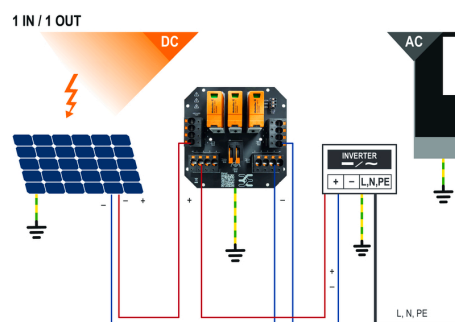 1 IN / 1 OUT
DC
AC
INVERTER
+ − L,N,PE
− − +
+
−
+
−
L, N, PE